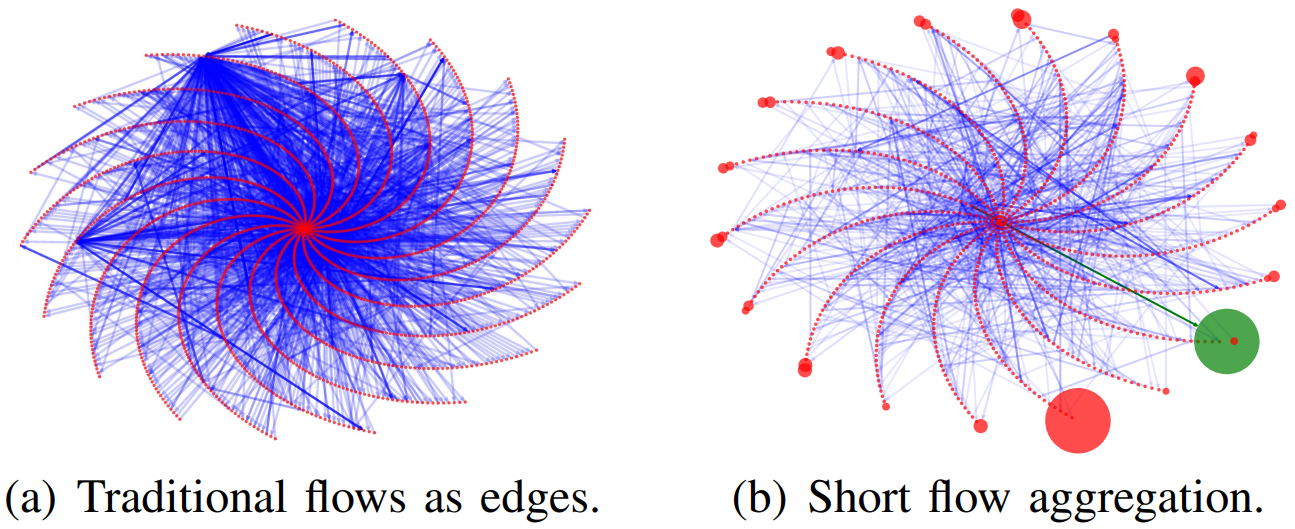 (a) Traditional flows as edges.
(b) Short flow aggregation.